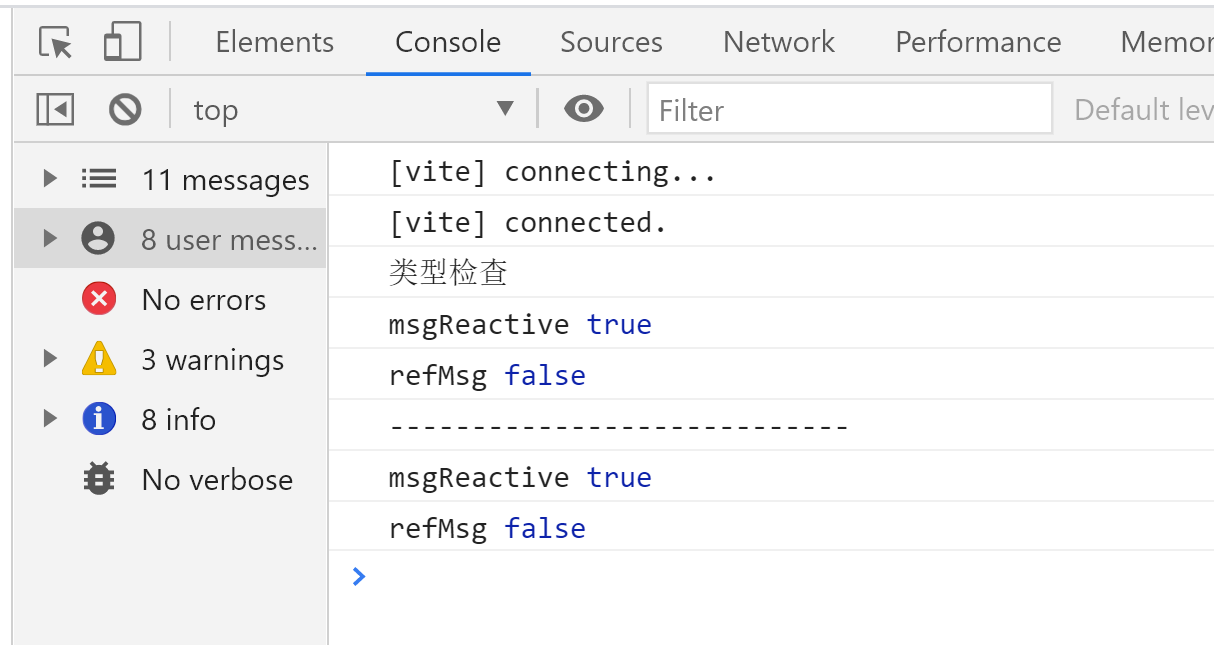 Elements Console Sources Network Performance Memor
top Filter Default lev
11 messages
8 user mess...
No errors
3 warnings
8 info
No verbose
[vite] connecting...
[vite] connected.
类型检查
msgReactive true
refMsg false
----------------------------
msgReactive true
refMsg false